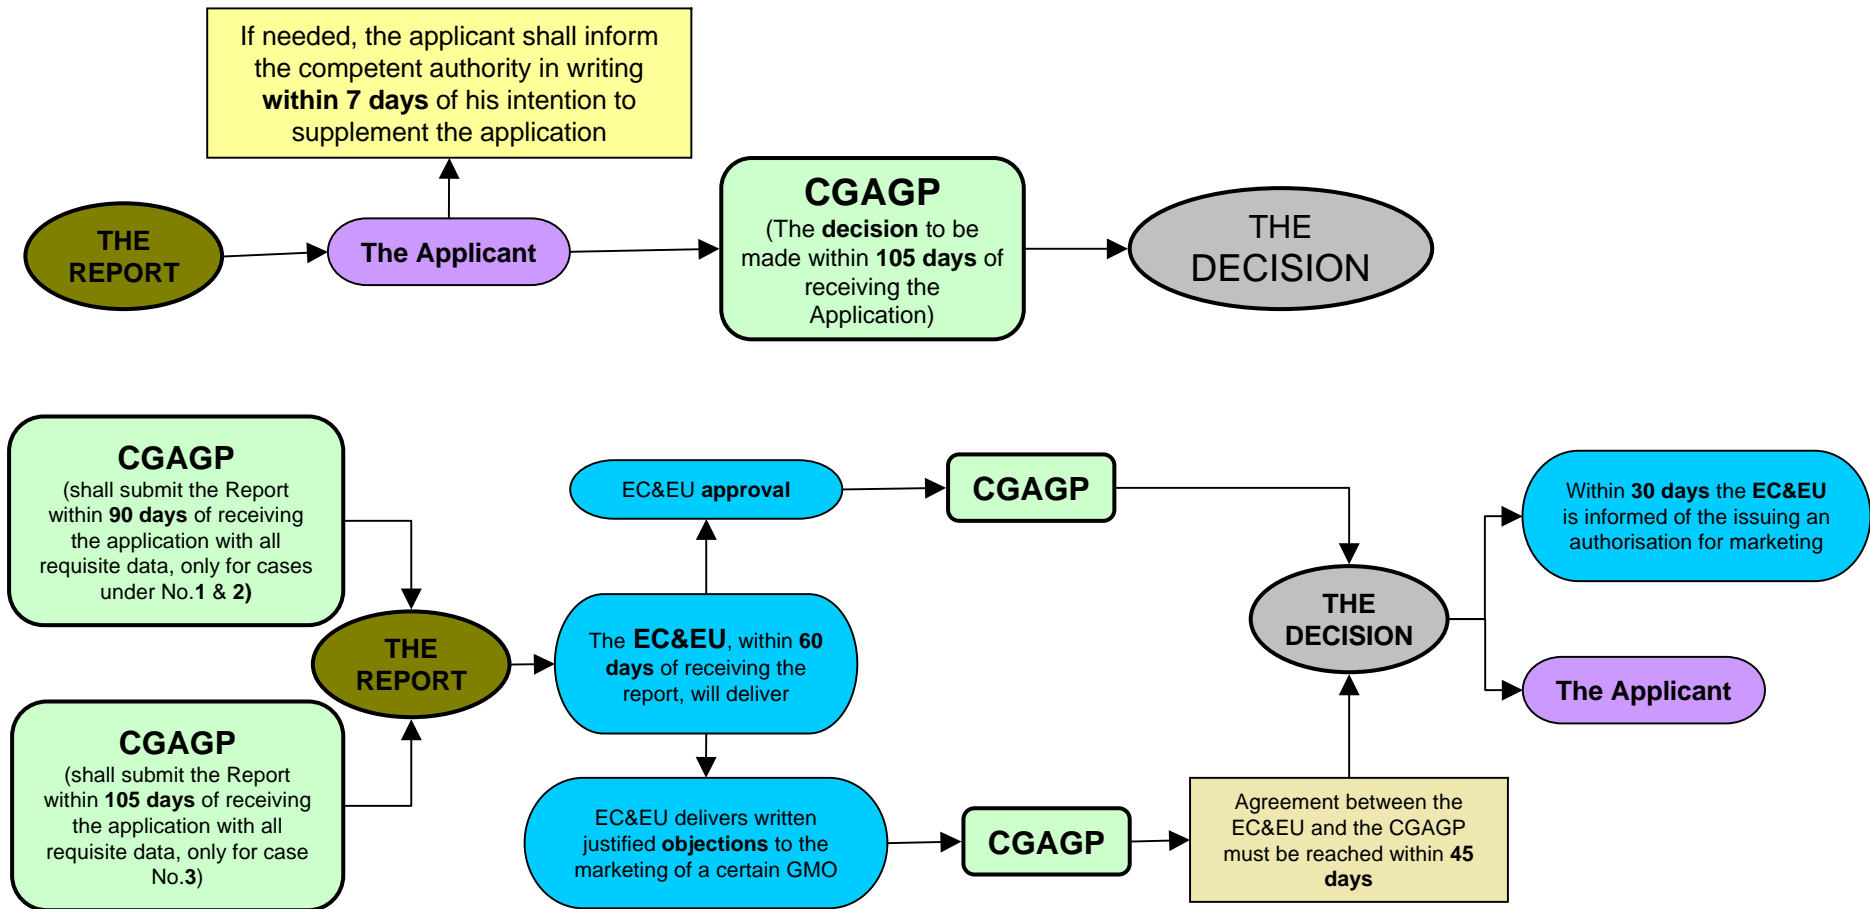 If needed, the applicant shall inform
the competent authority in writing
within 7 days of his intention to
supplement the application
THE
REPORT
The Applicant
CGAGP
(The decision to be
made within 105 days of
receiving the
Application)
THE
DECISION
CGAGP
(shall submit the Report
within 90 days of receiving
the application with all
requisite data, only for cases
under No.1 & 2)
CGAGP
(shall submit the Report
within 105 days of receiving
the application with all
requisite data, only for case
No.3)
THE
REPORT
EC&EU approval
The EC&EU, within 60
days of receiving the
report, will deliver
EC&EU delivers written
justified objections to the
marketing of a certain GMO
CGAGP
CGAGP
Agreement between the
EC&EU and the CGAGP
must be reached within 45
days
THE
DECISION
Within 30 days the EC&EU
is informed of the issuing an
authorisation for marketing
The Applicant